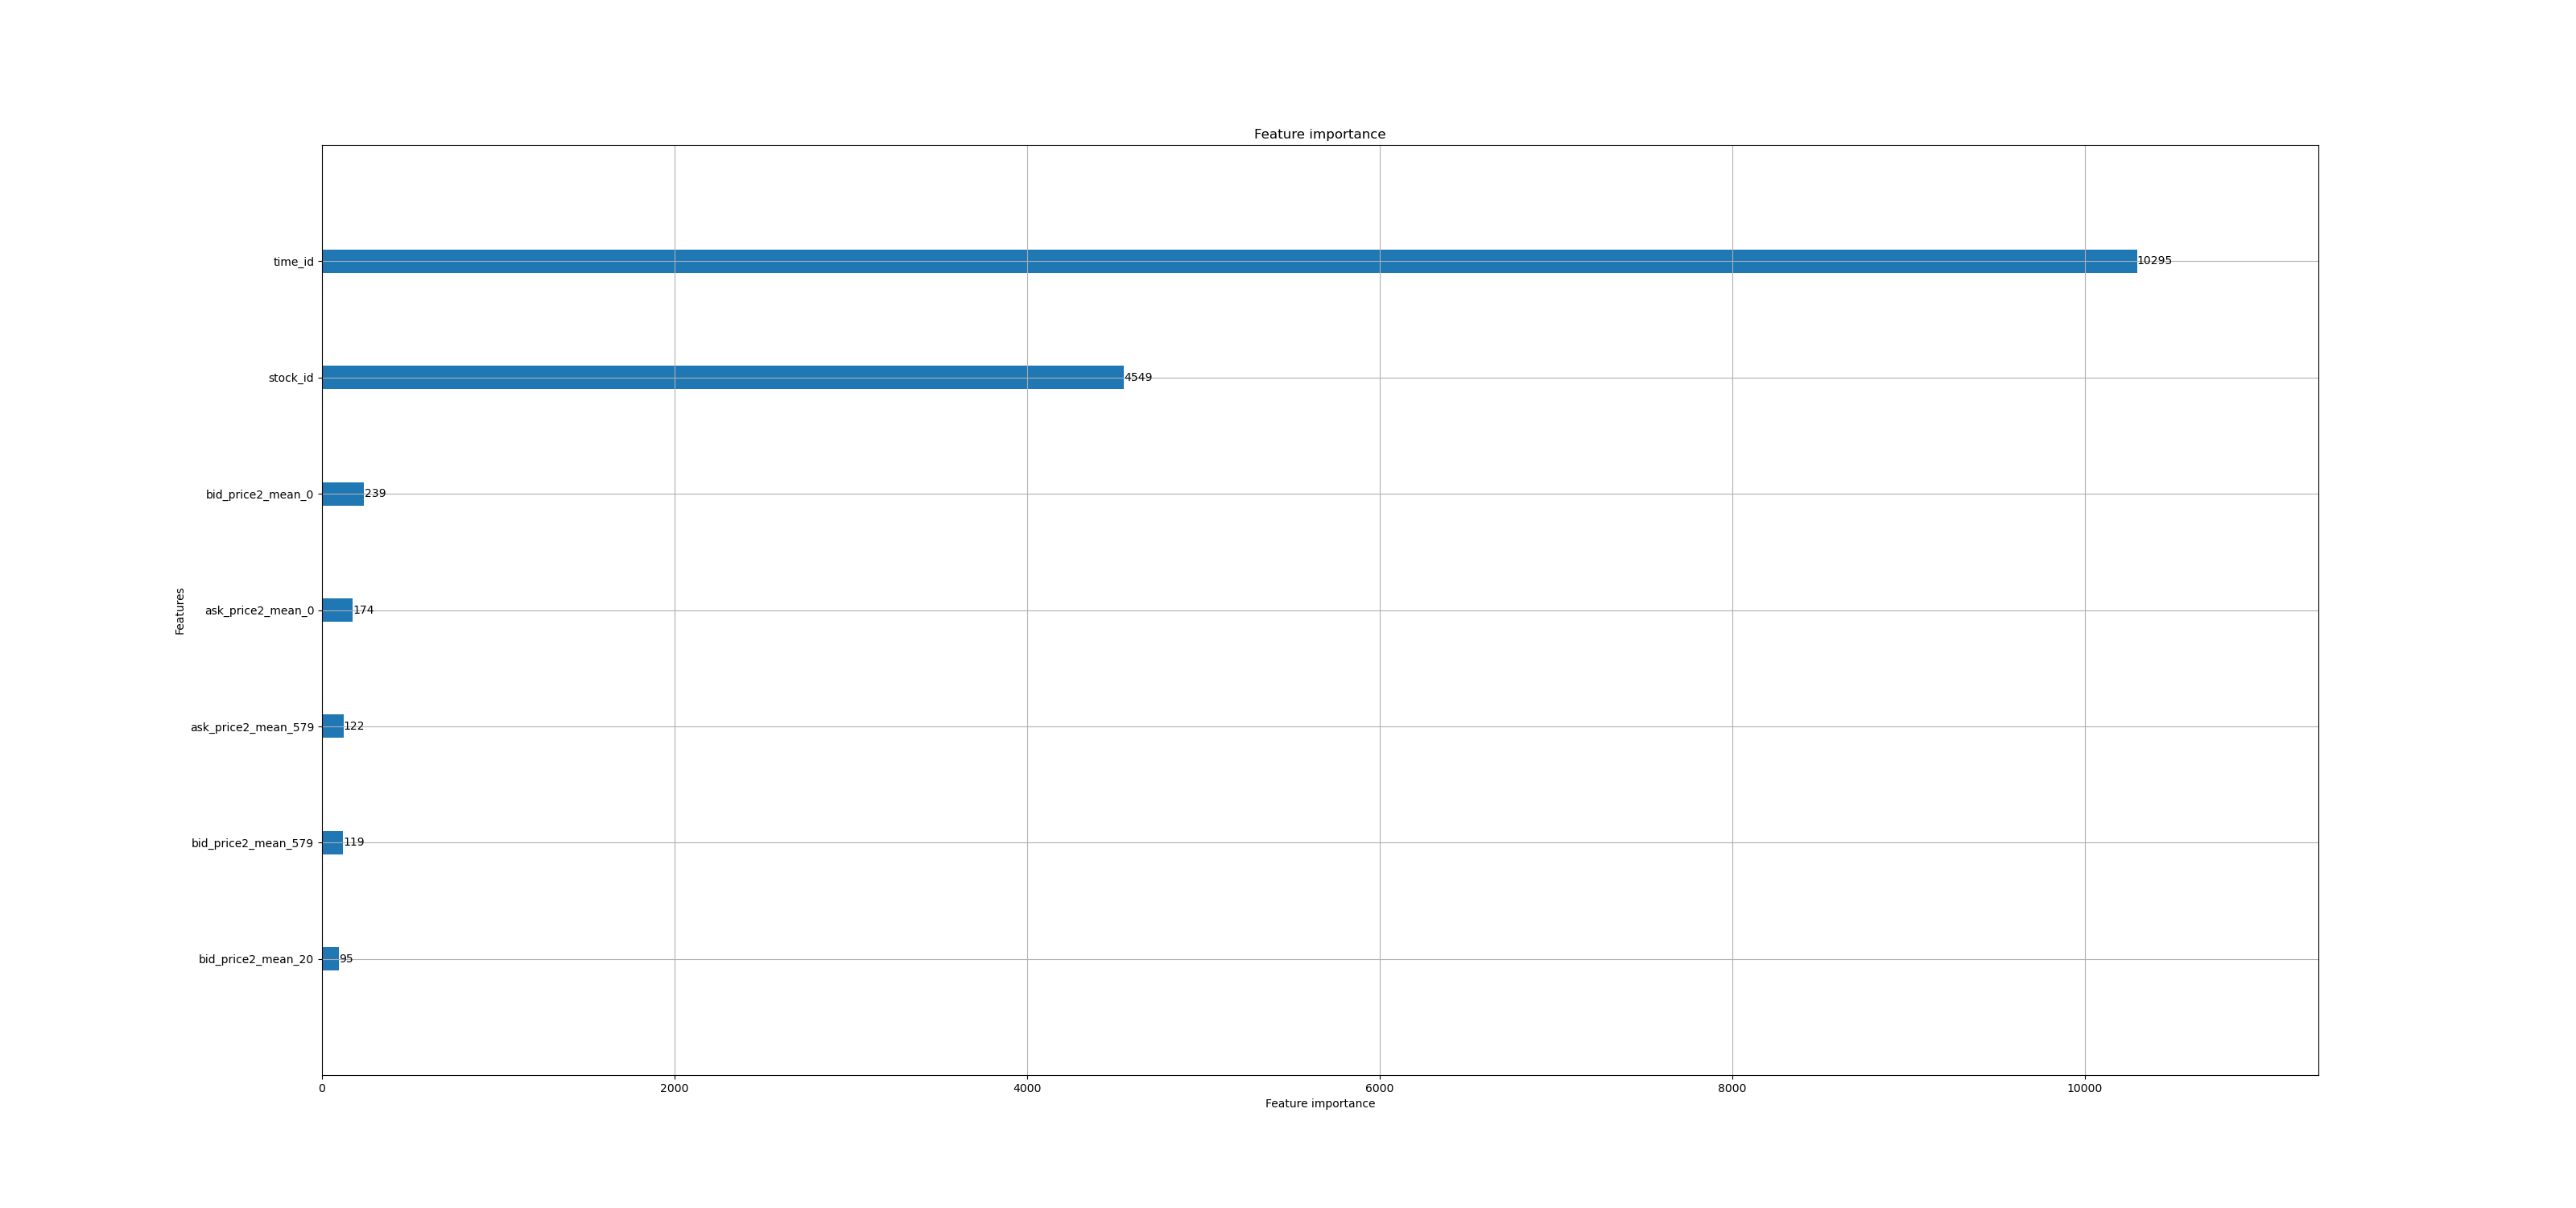 Feature importance
time_id
10295
stock_id
4549
bid_price2_mean_0
239
ask_price2_mean_0
174
ask_price2_mean_579
122
bid_price2_mean_579
119
bid_price2_mean_20
95
Features
0 2000 4000 6000 8000 10000
Feature importance